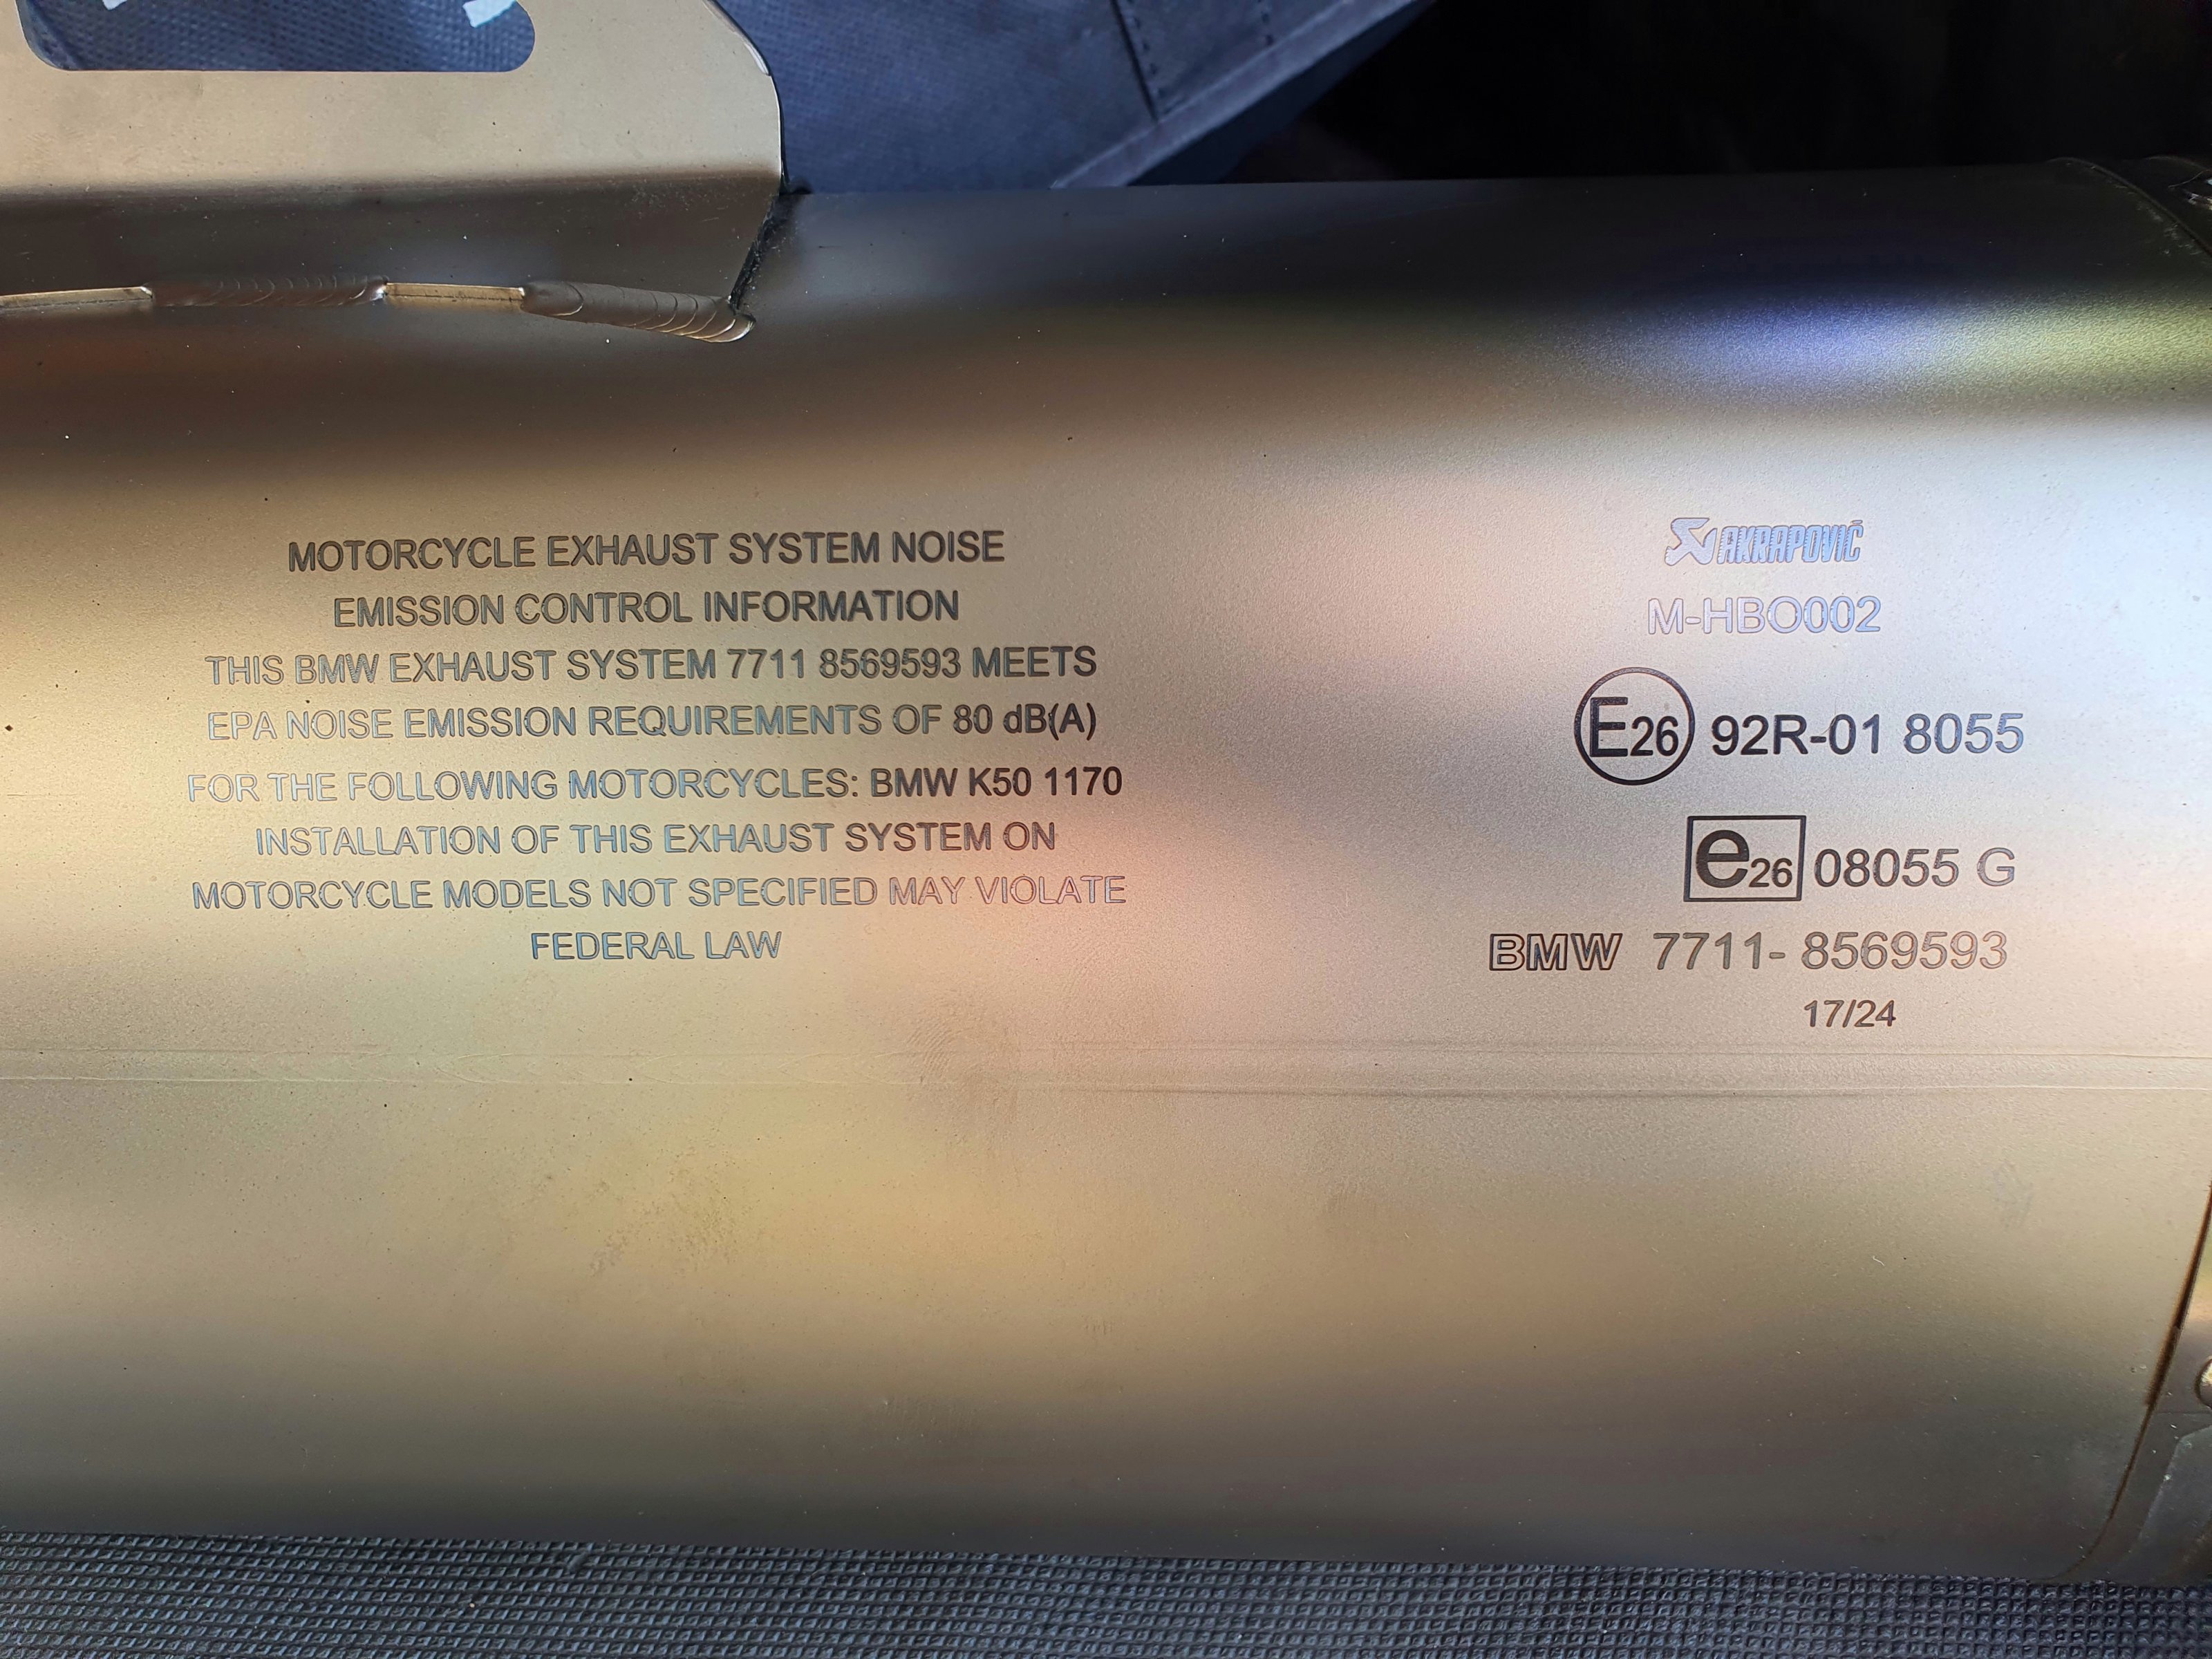 MOTORCYCLE EXHAUST SYSTEM NOISE
EMISSION CONTROL INFORMATION
THIS BMW EXHAUST SYSTEM 7711 8569593 MEETS
EPA NOISE EMISSION REQUIREMENTS OF 80 dB(A)
FOR THE FOLLOWING MOTORCYCLES: BMW K50 1170
INSTALLATION OF THIS EXHAUST SYSTEM ON
MOTORCYCLE MODELS NOT SPECIFIED MAY VIOLATE
FEDERAL LAW
AKRAPOVIČ
M-HBO002
E26 92R-01 8055
e26 08055 G
BMW 7711- 8569593
17/24